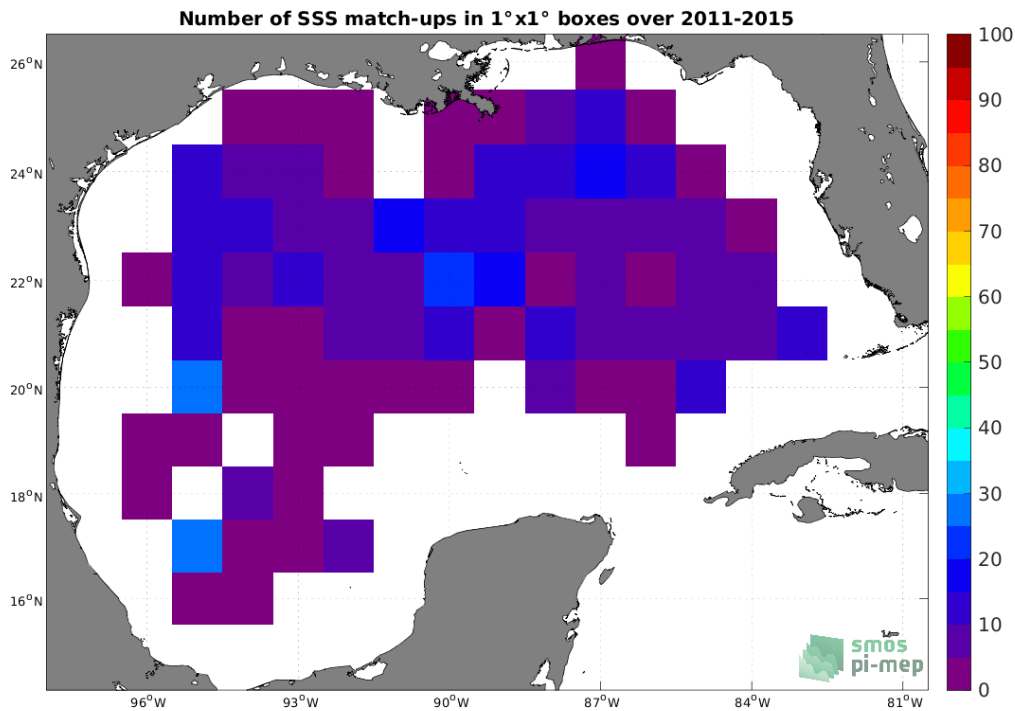 Number of SSS match-ups in 1°x1° boxes over 2011-2015
26°N
24°N
22°N
20°N
18°N
16°N
96°W
93°W
90°W
87°W
84°W
81°W
100
90
80
70
60
50
40
30
20
10
0
smos
pi-mep